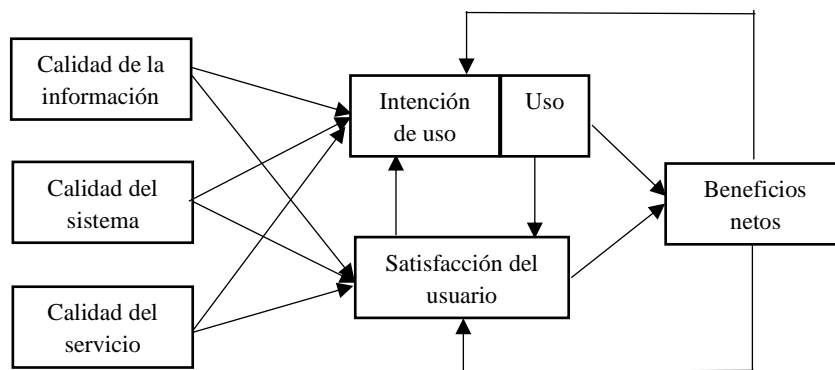 Calidad de la
información
Intención
de uso
Uso
Calidad del
sistema
Beneficios
netos
Satisfacción del
usuario
Calidad del
servicio